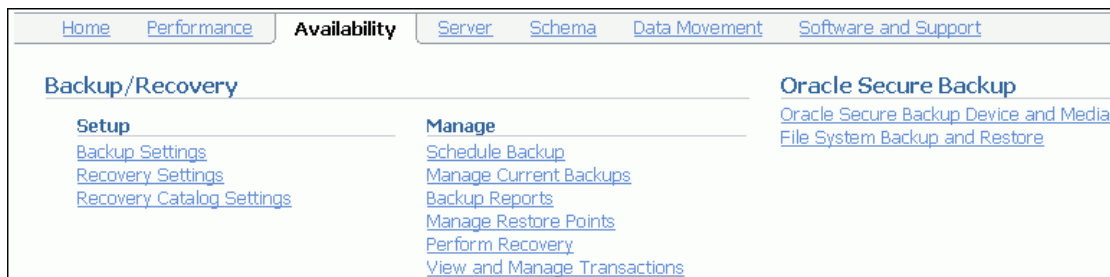 Home Performance Availability Server Schema Data Movement Software and Support
Backup/Recovery
Setup
Backup Settings
Recovery Settings
Recovery Catalog Settings
Manage
Schedule Backup
Manage Current Backups
Backup Reports
Manage Restore Points
Perform Recovery
View and Manage Transactions
Oracle Secure Backup
Oracle Secure Backup Device and Media
File System Backup and Restore